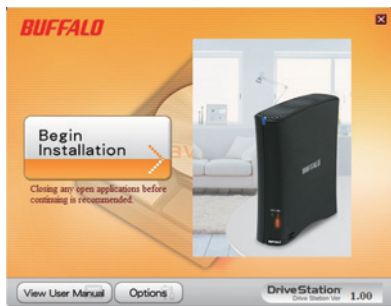 BUFFALO
Begin
Installation
Closing any open applications before
continuing is recommended.
BUFFALO
View User Manual
Options
DriveStation
Drive Station Ver 1.00